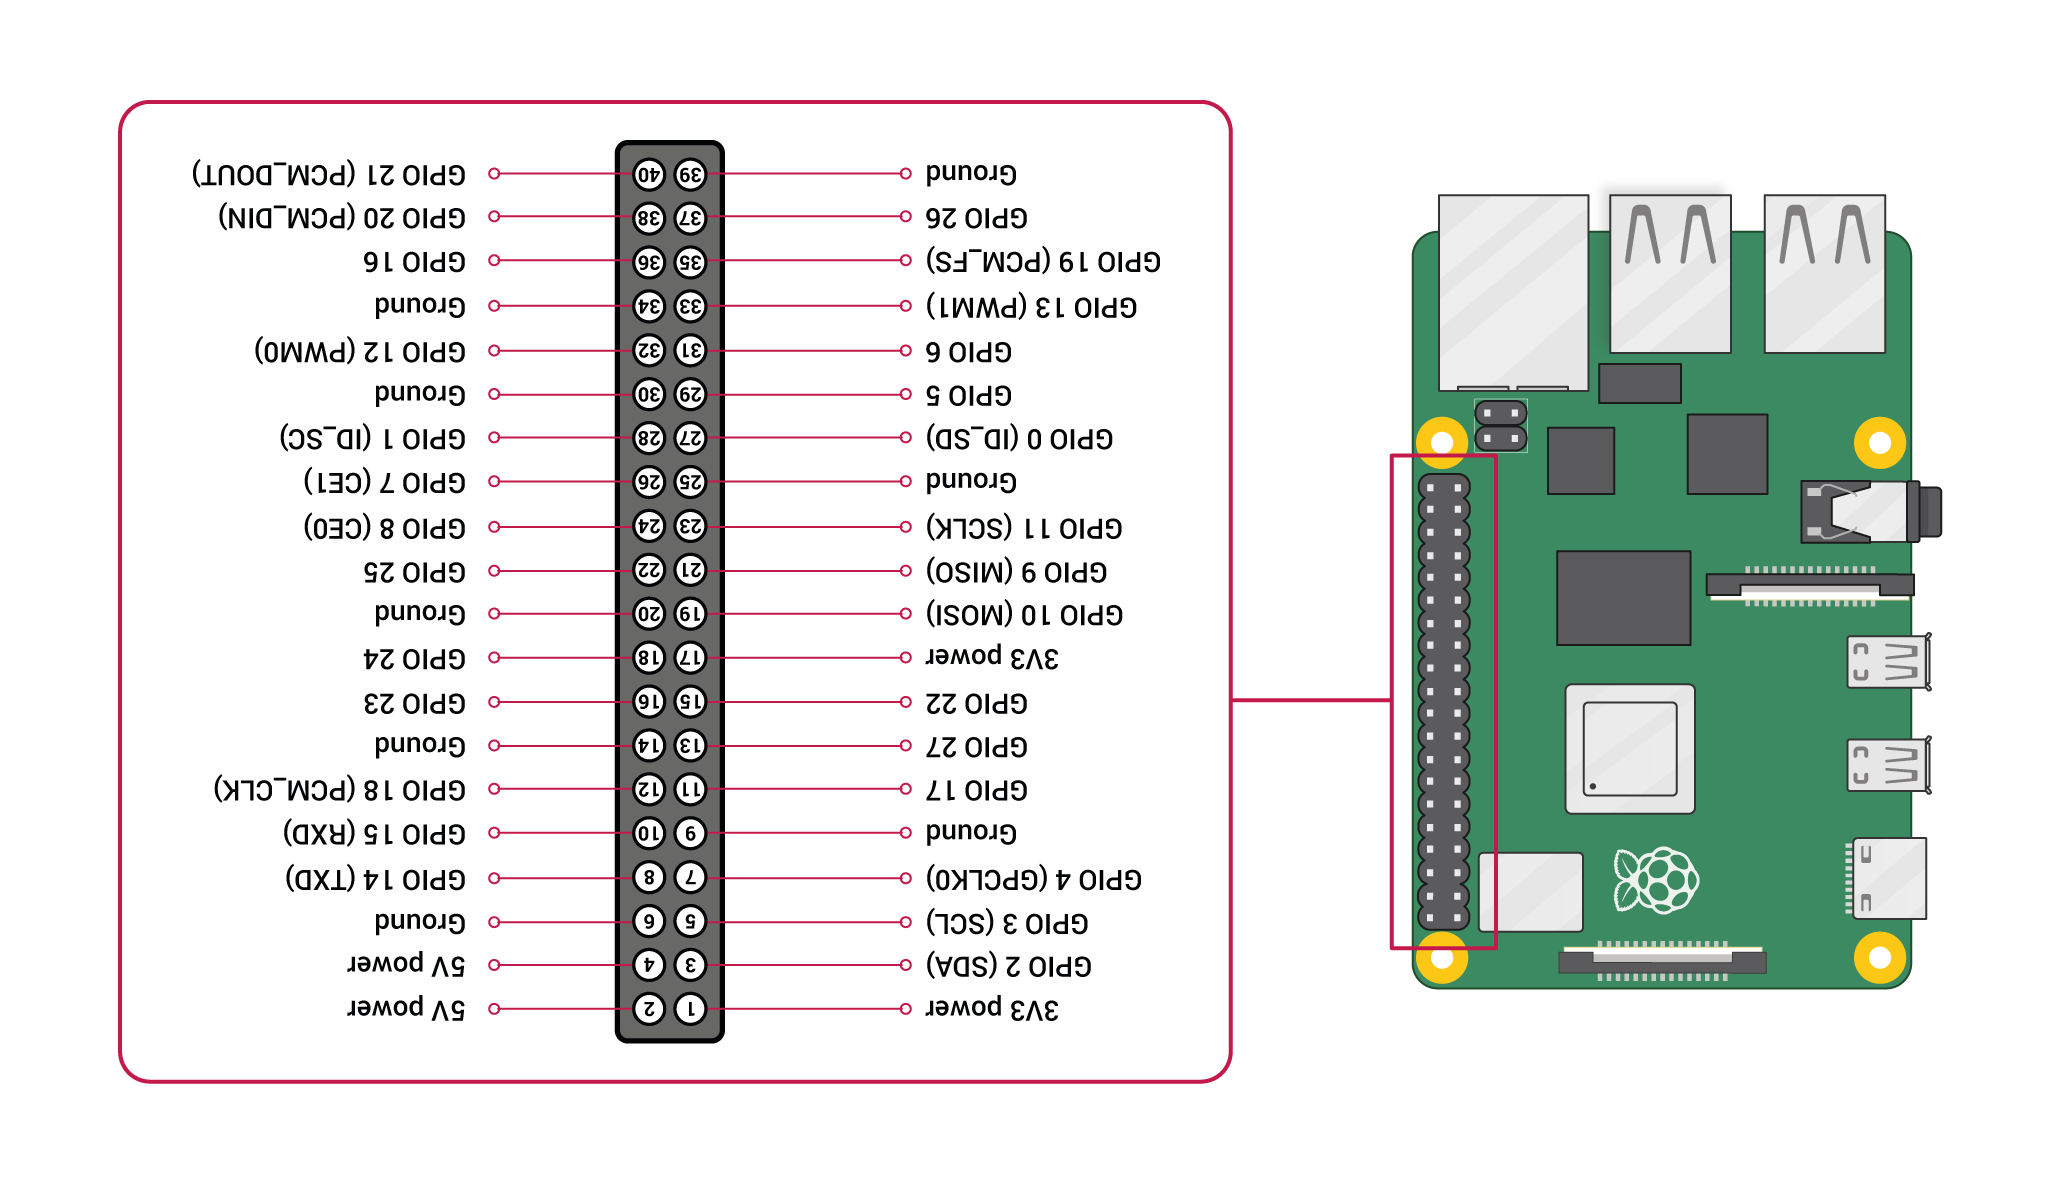 3V3 power 1 2 5V power
GPIO 2 (SDA) 3 4 5V power
GPIO 3 (SCL) 5 6 Ground
GPIO 4 (GPCLK0) 7 8 GPIO 14 (TXD)
Ground 9 10 GPIO 15 (RXD)
GPIO 17 11 12 GPIO 18 (PCM_CLK)
GPIO 27 13 14 Ground
GPIO 22 15 16 GPIO 23
3V3 power 17 18 GPIO 24
GPIO 10 (MOSI) 19 20 Ground
GPIO 9 (MISO) 21 22 GPIO 25
GPIO 11 (SCLK) 23 24 GPIO 8 (CE0)
Ground 25 26 GPIO 7 (CE1)
GPIO 0 (ID_SD) 27 28 GPIO 1 (ID_SC)
GPIO 5 29 30 Ground
GPIO 6 31 32 GPIO 12 (PWM0)
GPIO 13 (PWM1) 33 34 Ground
GPIO 19 (PCM_FS) 35 36 GPIO 16
GPIO 26 37 38 GPIO 20 (PCM_DIN)
Ground 39 40 GPIO 21 (PCM_DOUT)